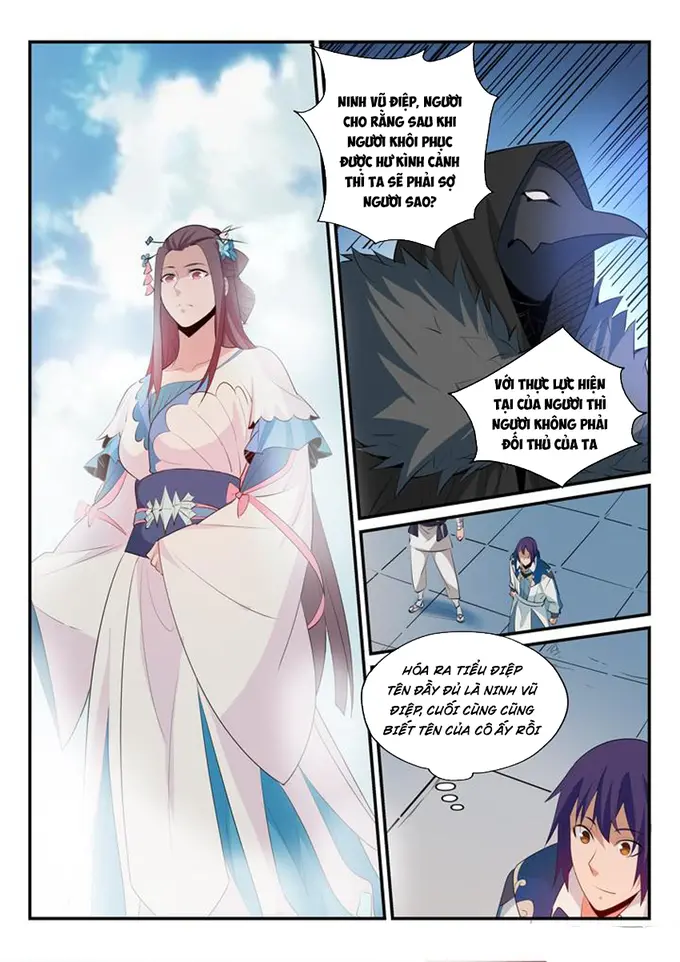 NINH VŨ ĐIỆP, NGƯƠI
CHO RẰNG SAU KHI
NGƯƠI KHÔI PHỤC
ĐƯỢC HƯ KÌNH CẢNH
THÌ TA SẼ PHẢI SỢ
NGƯƠI SAO?
VỚI THỰC LỰC HIỆN
TẠI CỦA NGƯƠI THÌ
NGƯƠI KHÔNG PHẢI
ĐỐI THỦ CỦA TA
HÓA RA TIỂU ĐIỆP
TÊN ĐẦY ĐỦ LÀ NINH VŨ
ĐIỆP, CUỐI CÙNG CŨNG
BIẾT TÊN CỦA CÔ ẤY RỒI